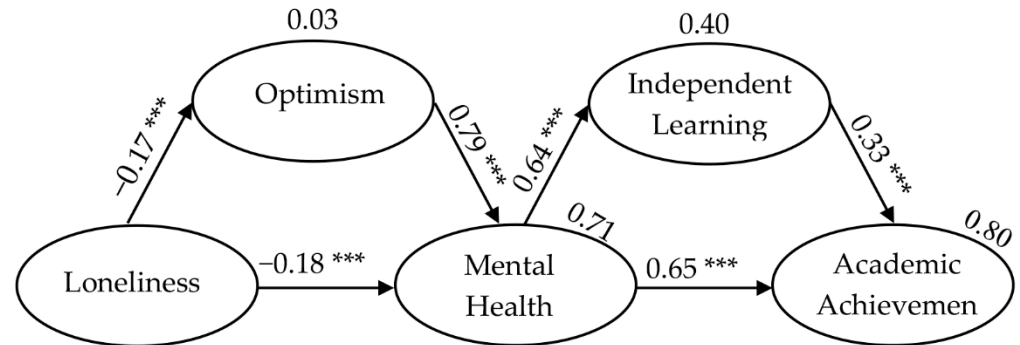 0.03
0.40
Optimism
Independent
Learning
−0.17 ***
0.79 ***
0.64 ***
0.33 ***
0.71
0.80
Loneliness
−0.18 ***
Mental
Health
0.65 ***
Academic
Achievemen